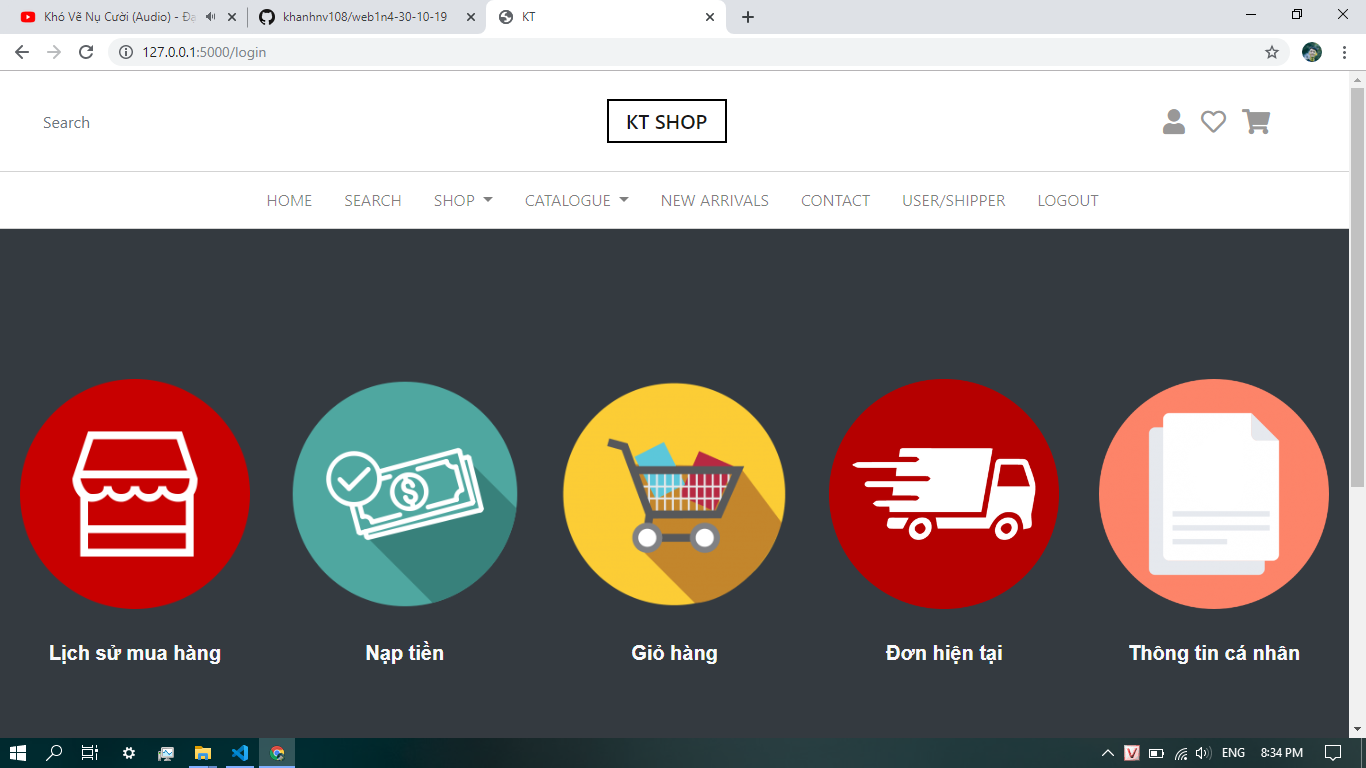 Khó Vẽ Nụ Cười (Audio) - Đa
khanhnv108/web1n4-30-10-19
KT
127.0.0.1:5000/login
Search
KT SHOP
HOME SEARCH SHOP CATALOGUE NEW ARRIVALS CONTACT USER/SHIPPER LOGOUT
$
Lịch sử mua hàng
Nạp tiền
Giỏ hàng
Đơn hiện tại
Thông tin cá nhân
V
ENG
8:34 PM